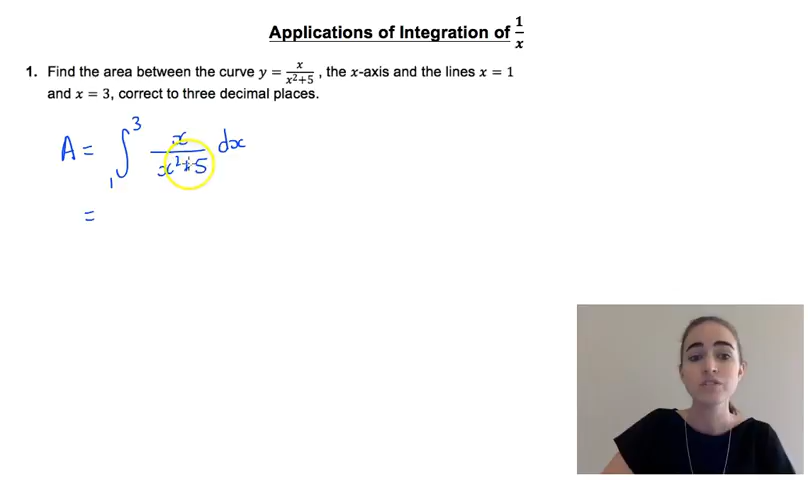 Applications of Integration of 1/x
1. Find the area between the curve y = x/(x²+5) , the x-axis and the lines x = 1
and x = 3, correct to three decimal places.
A = ∫₁³ x/(x²+5) dx
=